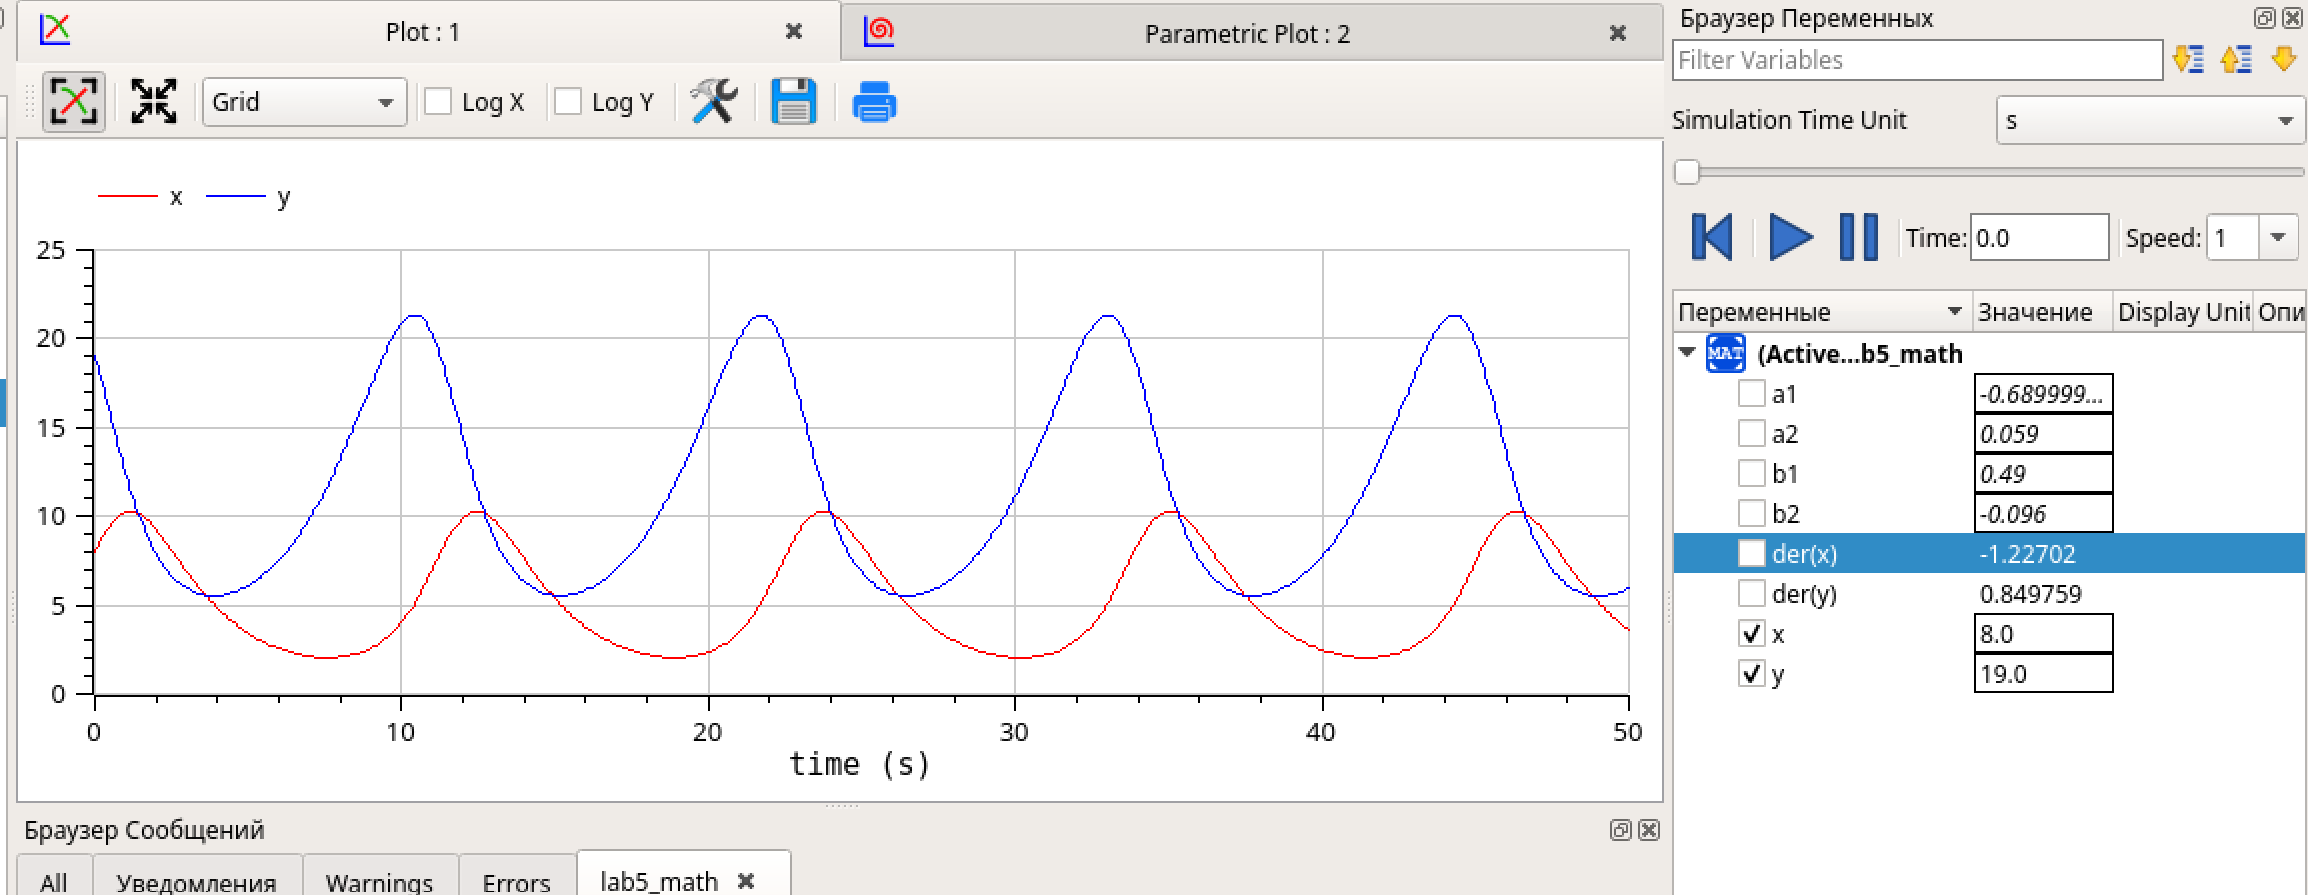 Plot : 1
Parametric Plot : 2
Браузер Переменных
Grid
Log X
Log Y
Filter Variables
Simulation Time Unit
s
Time:
0.0
Speed:
1
x
y
25
20
15
10
5
0
0
10
20
30
40
50
time (s)
Переменные
Значение
Display Unit
Опи
MAT
(Active...b5_math
a1
-0.689999...
a2
0.059
b1
0.49
b2
-0.096
der(x)
-1.22702
der(y)
0.849759
x
8.0
y
19.0
Браузер Сообщений
All
Уведомления
Warnings
Errors
lab5_math